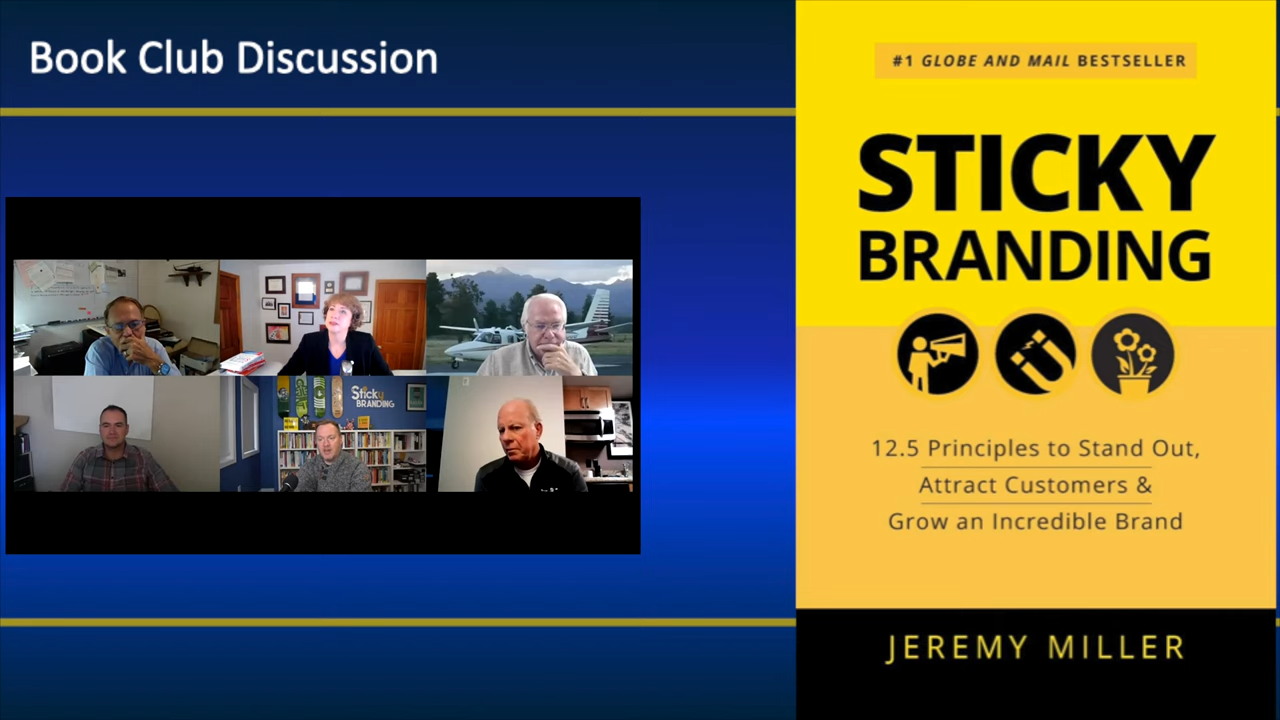 Book Club Discussion
#1 GLOBE AND MAIL BESTSELLER
STICKY
BRANDING
12.5 Principles to Stand Out,
Attract Customers &
Grow an Incredible Brand
JEREMY MILLER
Sticky
BRANDING